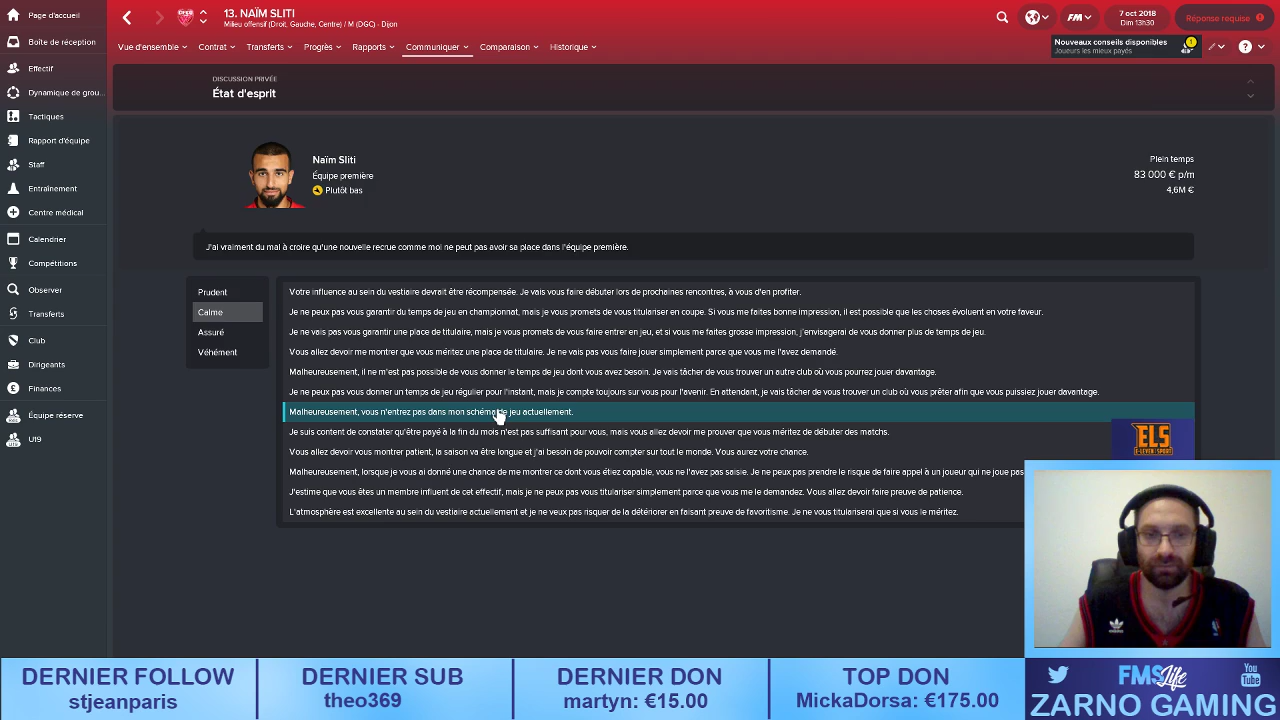 Page d'accueil
Boîte de réception
Effectif
Dynamique de grou...
Tactiques
Rapport d'équipe
Staff
Entraînement
Centre médical
Calendrier
Compétitions
Observer
Transferts
Club
Dirigeants
Finances
Équipe réserve
U19
13. NAÏM SLITI
Milieu offensif (Droit, Gauche, Centre) / M (DGC) - Dijon
FM
7 oct 2018
Dim 13h30
Réponse requise
Vue d'ensemble
Contrat
Transferts
Progrès
Rapports
Communiquer
Comparaison
Historique
Nouveaux conseils disponibles
Joueurs les mieux payés
1
?
DISCUSSION PRIVÉE
État d'esprit
Naïm Sliti
Équipe première
Plutôt bas
Plein temps
83 000 € p/m
4,6M €
J'ai vraiment du mal à croire qu'une nouvelle recrue comme moi ne peut pas avoir sa place dans l'équipe première.
Prudent
Calme
Assuré
Véhément
Votre influence au sein du vestiaire devrait être récompensée. Je vais vous faire débuter lors de prochaines rencontres, à vous d'en profiter.
Je ne peux pas vous garantir du temps de jeu en championnat, mais je vous promets de vous titulariser en coupe. Si vous me faites bonne impression, il est possible que les choses évoluent en votre faveur.
Je ne vais pas vous garantir une place de titulaire, mais je vous promets de vous faire entrer en jeu, et si vous me faites grosse impression, j'envisagerai de vous donner plus de temps de jeu.
Vous allez devoir me montrer que vous méritez une place de titulaire. Je ne vais pas vous faire jouer simplement parce que vous me l'avez demandé.
Malheureusement, il ne m'est pas possible de vous donner le temps de jeu dont vous avez besoin. Je vais tâcher de vous trouver un autre club où vous pourrez jouer davantage.
Je ne peux pas vous donner un temps de jeu régulier pour l'instant, mais je compte toujours sur vous pour l'avenir. En attendant, je vais tâcher de vous trouver un club où vous prêter afin que vous puissiez jouer davantage.
Malheureusement, vous n'entrez pas dans mon schéma de jeu actuellement.
Je suis content de constater qu'être payé à la fin du mois n'est pas suffisant pour vous, mais vous allez devoir me prouver que vous méritez de débuter des matchs.
Vous allez devoir vous montrer patient, la saison va être longue et j'ai besoin de pouvoir compter sur tout le monde. Vous aurez votre chance.
Malheureusement, lorsque je vous ai donné une chance de me montrer ce dont vous étiez capable, vous ne l'avez pas saisie. Je ne peux pas prendre le risque de faire appel à un joueur qui ne joue pas
J'estime que vous êtes un membre influent de cet effectif, mais je ne peux pas vous titulariser simplement parce que vous me le demandez. Vous allez devoir faire preuve de patience.
L'atmosphère est excellente au sein du vestiaire actuellement et je ne veux pas risquer de la détériorer en faisant preuve de favoritisme. Je ne vous titulariserai que si vous le méritez.
ELS
E-LEVEN ESPORT
DERNIER FOLLOW
stjeanparis
DERNIER SUB
theo369
DERNIER DON
martyn: €15.00
TOP DON
MickaDorsa: €175.00
FMSLife
You
Tube
ZARNO GAMING